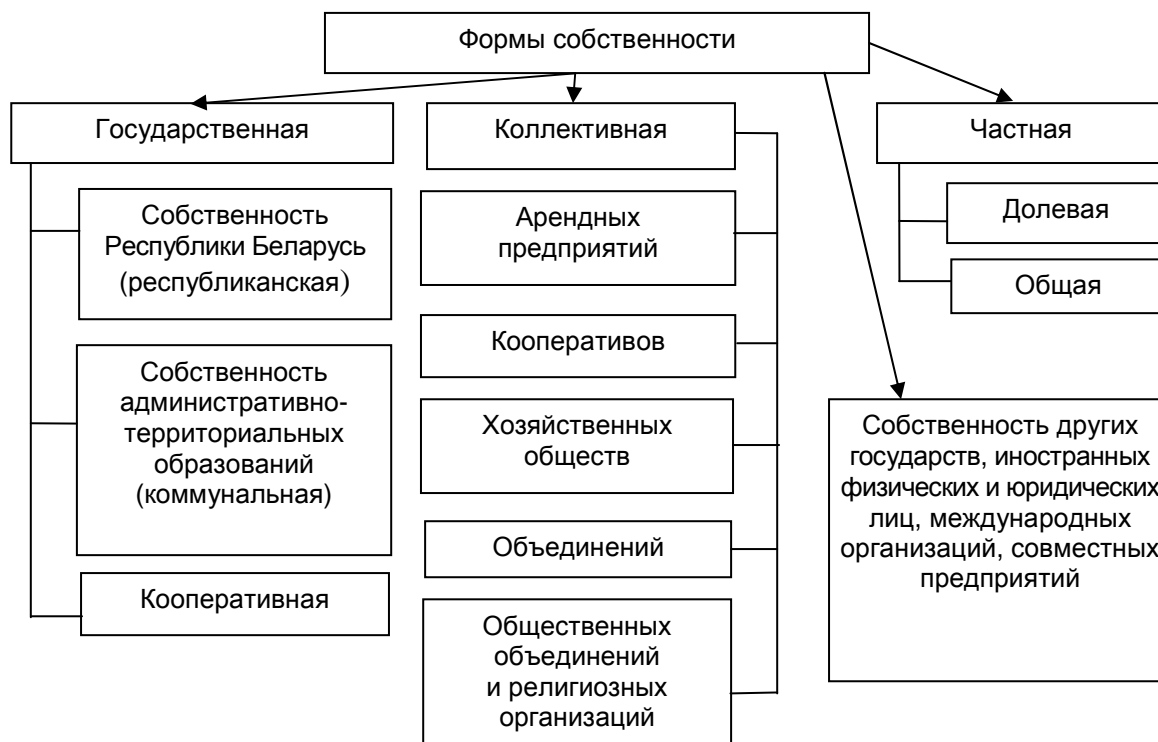 Формы собственности
Государственная
Собственность
Республики Беларусь
(республиканская)
Собственность
административно-
территориальных
образований
(коммунальная)
Кооперативная
Коллективная
Арендных
предприятий
Кооперативов
Хозяйственных
обществ
Объединений
Общественных
объединений
и религиозных
организаций
Частная
Долевая
Общая
Собственность других
государств, иностранных
физических и юридических
лиц, международных
организаций, совместных
предприятий